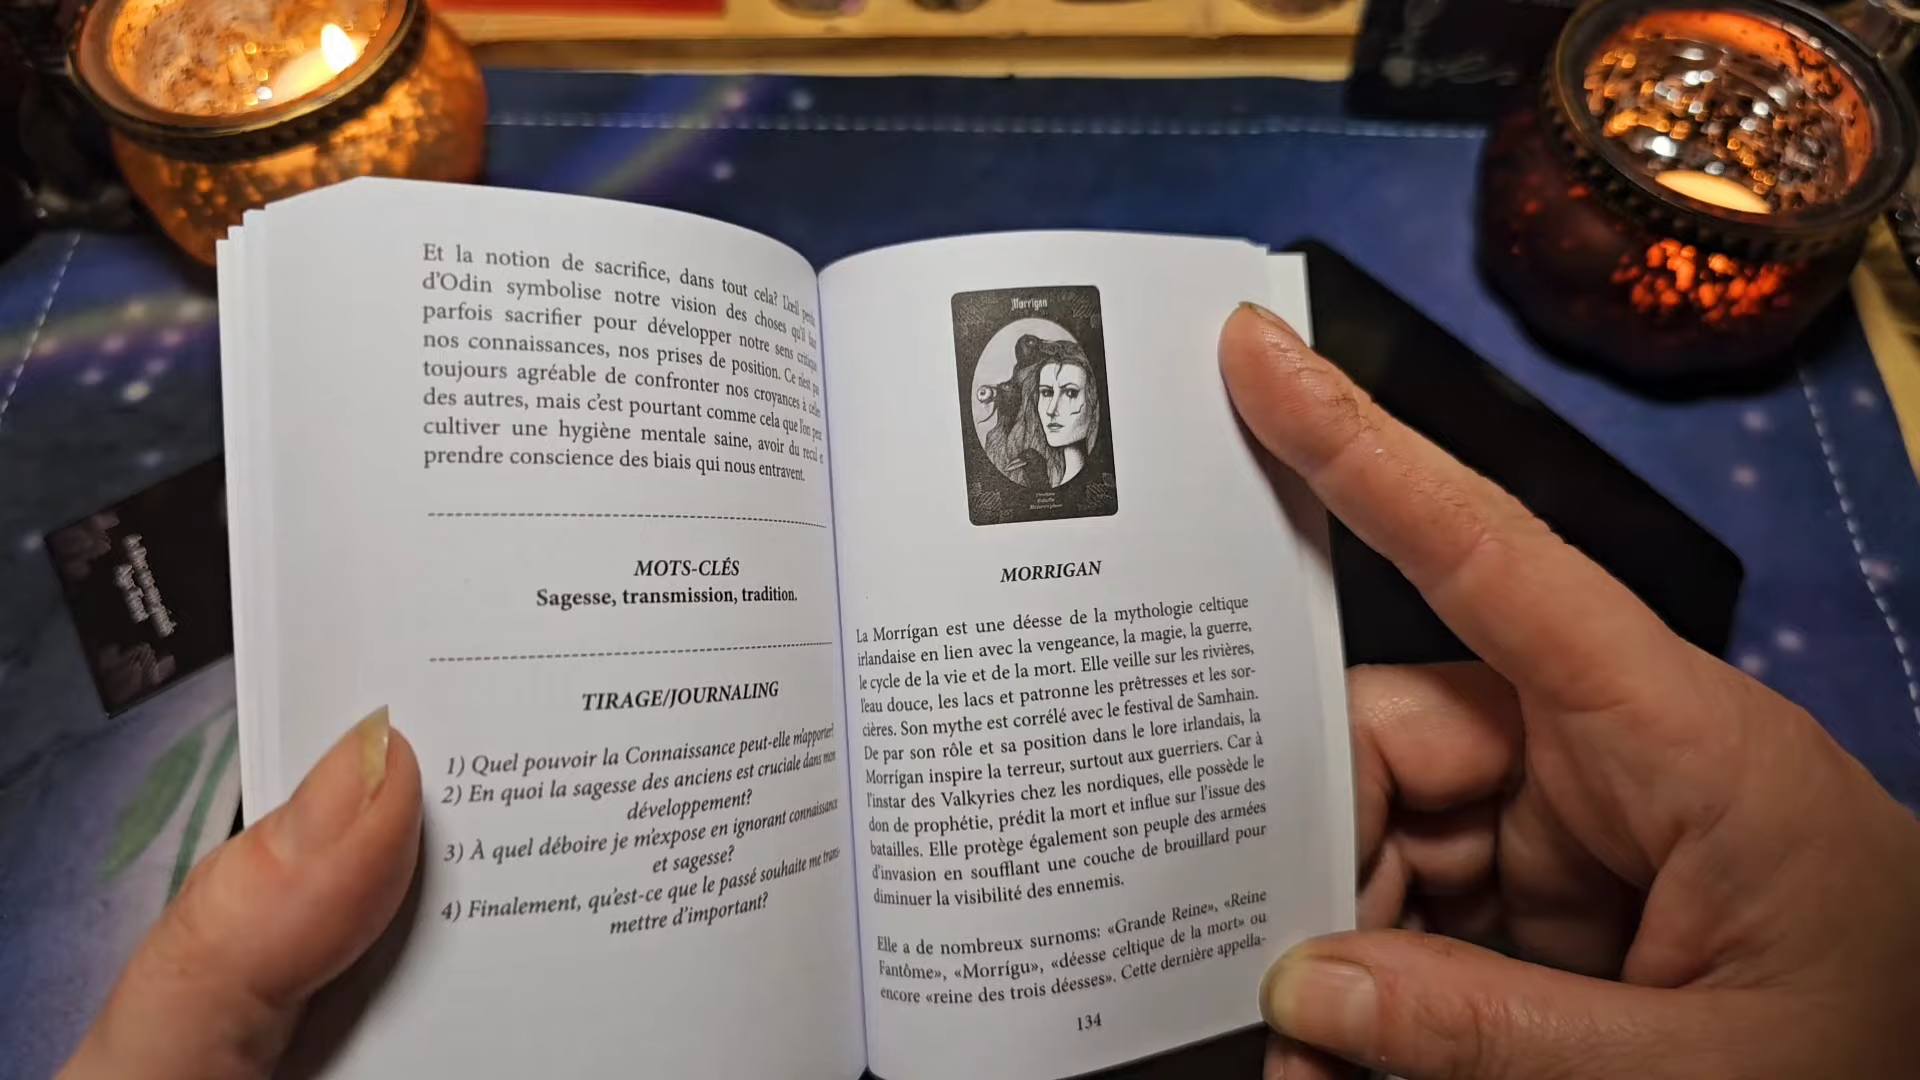 Et la notion de sacrifice, dans tout cela? L'œil
d'Odin symbolise notre vision des choses qu'il faut
parfois sacrifier pour développer notre sens critique
nos connaissances, nos prises de position. Ce n'est pas
toujours agréable de confronter nos croyances à celles
des autres, mais c'est pourtant comme cela que l'on peut
cultiver une hygiène mentale saine, avoir du recul et
prendre conscience des biais qui nous entravent.
MOTS-CLÉS
Sagesse, transmission, tradition.
TIRAGE/JOURNALING
1) Quel pouvoir la Connaissance peut-elle m'apporter?
2) En quoi la sagesse des anciens est cruciale dans mon
développement?
3) À quel déboire je m'expose en ignorant connaissance
et sagesse?
4) Finalement, qu'est-ce que le passé souhaite me trans-
mettre d'important?
Morrigan
MORRIGAN
La Morrígan est une déesse de la mythologie celtique
irlandaise en lien avec la vengeance, la magie, la guerre,
le cycle de la vie et de la mort. Elle veille sur les rivières,
l'eau douce, les lacs et patronne les prêtresses et les sor-
cières. Son mythe est corrélé avec le festival de Samhain.
De par son rôle et sa position dans le lore irlandais, la
Morrígan inspire la terreur, surtout aux guerriers. Car à
l'instar des Valkyries chez les nordiques, elle possède le
don de prophétie, prédit la mort et influe sur l'issue des
batailles. Elle protège également son peuple des armées
d'invasion en soufflant une couche de brouillard pour
diminuer la visibilité des ennemis.
Elle a de nombreux surnoms: «Grande Reine», «Reine
Fantôme», «Morrígu», «déesse celtique de la mort» ou
encore «reine des trois déesses». Cette dernière appella-
134